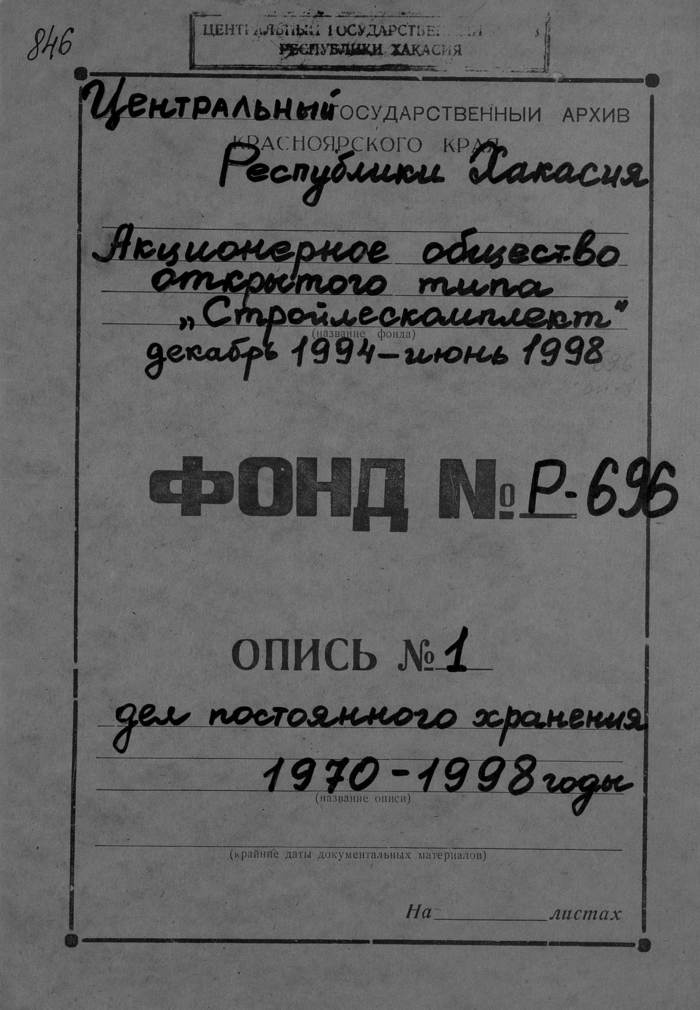 846
ЦЕНТРАЛЬНЫЙ ГОСУДАРСТВЕННЫЙ
РЕСПУБЛИКИ ХАКАСИЯ
Центральный ГОСУДАРСТВЕННЫЙ АРХИВ
КРАСНОЯРСКОГО КРАЯ
Республики Хакасия
Акционерное общество
открытого типа
„Стройлескомплект"
(название фонда)
декабрь 1994–июнь 1998
ФОНД № Р-696
ОПИСЬ № 1
дел постоянного хранения
1970-1998 годы
(название описи)
(крайние даты документальных материалов)
На листах